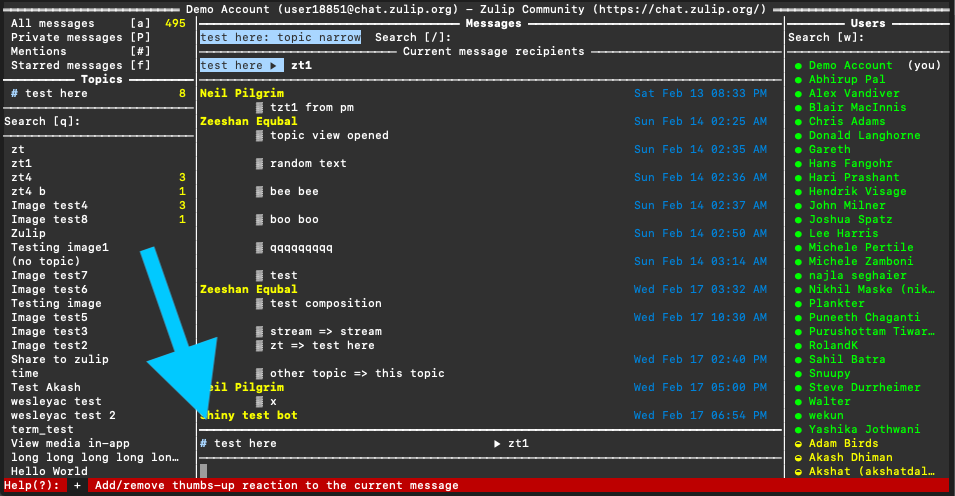 Demo Account (user18851@chat.zulip.org) – Zulip Community (https://chat.zulip.org/)
All messages [a] 495
Private messages [P]
Mentions [#]
Starred messages [f]
Topics
# test here 8
Search [q]:
zt
zt1
zt4 3
zt4 b 1
Image test4 3
Image test8 1
Zulip
Testing image1
(no topic)
Image test7
Image test6
Testing image
Image test5
Image test3
Image test2
Share to zulip
time
Test Akash
wesleyac test
wesleyac test 2
term_test
View media in-app
long long long long lon…
Hello World
Messages
test here: topic narrow Search [/]:
Current message recipients
test here ▶ zt1
Neil Pilgrim Sat Feb 13 08:33 PM
tzt1 from pm
Zeeshan Equbal Sun Feb 14 02:25 AM
topic view opened
Sun Feb 14 02:35 AM
random text
Sun Feb 14 02:36 AM
bee bee
Sun Feb 14 02:37 AM
boo boo
Sun Feb 14 02:50 AM
qqqqqqqqq
Sun Feb 14 03:14 AM
test
Zeeshan Equbal Wed Feb 17 03:32 AM
test composition
Wed Feb 17 10:30 AM
stream => stream
zt => test here
Wed Feb 17 02:40 PM
other topic => this topic
Neil Pilgrim Wed Feb 17 05:00 PM
x
Shiny test bot Wed Feb 17 06:54 PM
# test here ▶ zt1
Users
Search [w]:
Demo Account (you)
Abhirup Pal
Alex Vandiver
Blair MacInnis
Chris Adams
Donald Langhorne
Gareth
Hans Fangohr
Hari Prashant
Hendrik Visage
John Milner
Joshua Spatz
Lee Harris
Michele Pertile
Michele Zamboni
najla seghaier
Nikhil Maske (nik…
Plankter
Puneeth Chaganti
Purushottam Tiwar…
RolandK
Sahil Batra
Snuupy
Steve Durrheimer
Walter
wekun
Yashika Jothwani
Adam Birds
Akash Dhiman
Akshat (akshatdal…
Help(?): + Add/remove thumbs-up reaction to the current message